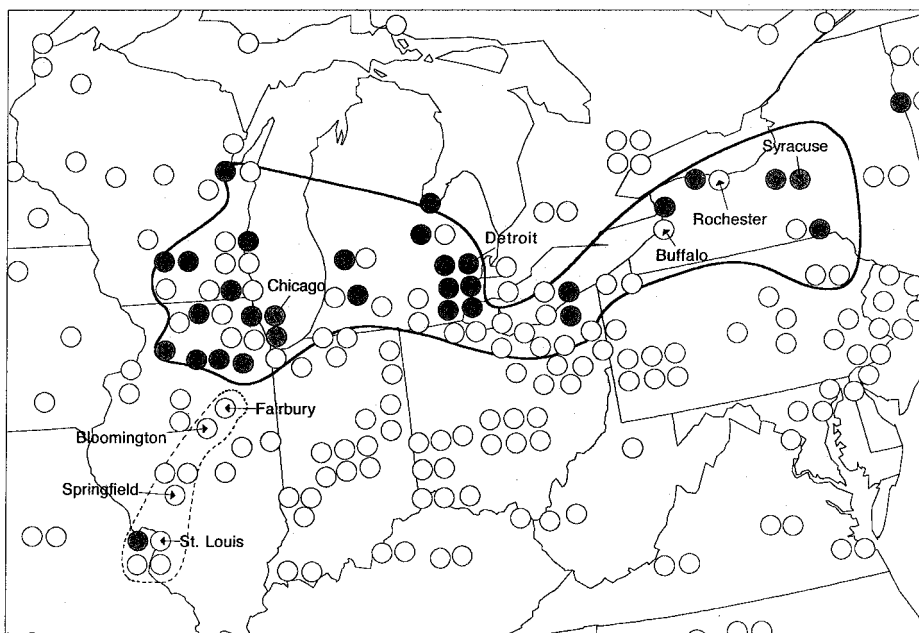 Syracuse
Rochester
Detroit
Buffalo
Chicago
Fairbury
Bloomington
Springfield
St. Louis